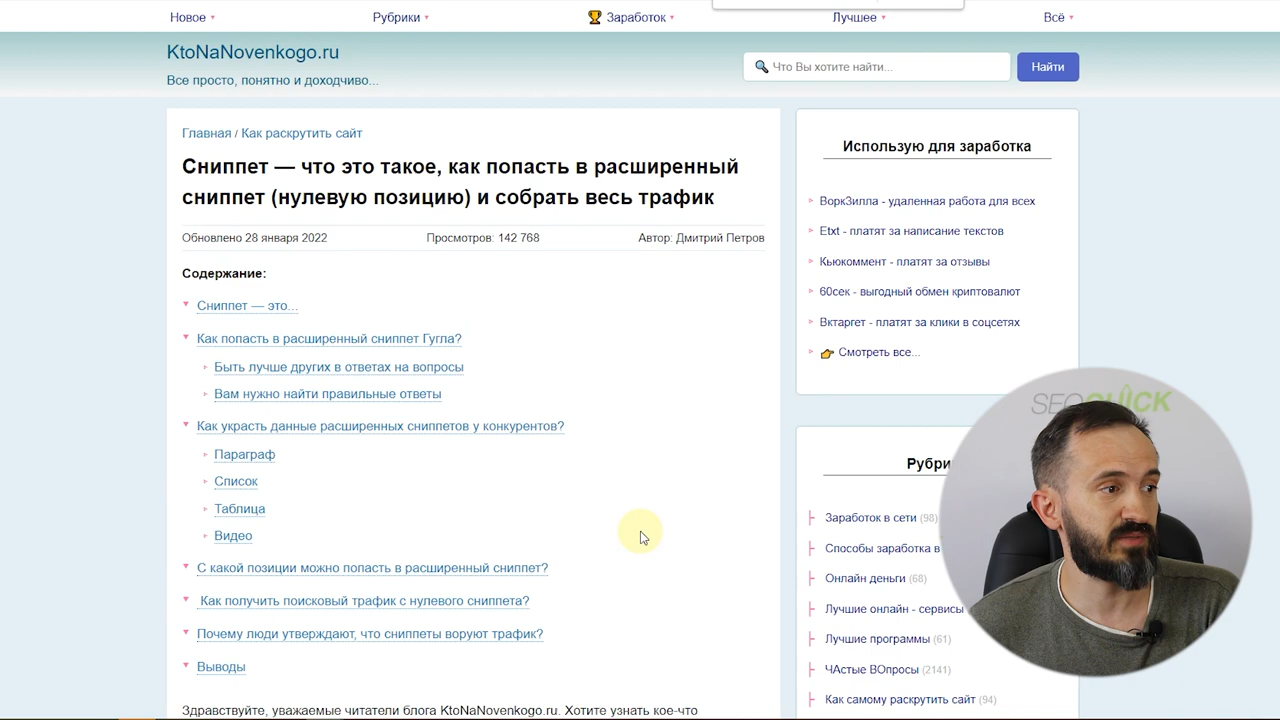 Новое
Рубрики
Заработок
Лучшее
Всё
KtoNaNovenkogo.ru
Все просто, понятно и доходчиво...
Что Вы хотите найти...
Найти
Главная / Как раскрутить сайт
Сниппет — что это такое, как попасть в расширенный
сниппет (нулевую позицию) и собрать весь трафик
Обновлено 28 января 2022
Просмотров: 142 768
Автор: Дмитрий Петров
Содержание:
Сниппет — это...
Как попасть в расширенный сниппет Гугла?
Быть лучше других в ответах на вопросы
Вам нужно найти правильные ответы
Как украсть данные расширенных сниппетов у конкурентов?
Параграф
Список
Таблица
Видео
С какой позиции можно попасть в расширенный сниппет?
Как получить поисковый трафик с нулевого сниппета?
Почему люди утверждают, что сниппеты воруют трафик?
Выводы
Здравствуйте, уважаемые читатели блога KtoNaNovenkogo.ru. Хотите узнать кое-что
Использую для заработка
ВоркЗилла - удаленная работа для всех
Etxt - платят за написание текстов
Кьюкоммент - платят за отзывы
60сек - выгодный обмен криптовалют
Вктаргет - платят за клики в соцсетях
Смотреть все...
SEOQUICK
Рубри
Заработок в сети (98)
Способы заработка в
Онлайн деньги (68)
Лучшие онлайн - сервисы
Лучшие программы (61)
ЧАстые ВОпросы (2141)
Как самому раскрутить сайт (94)